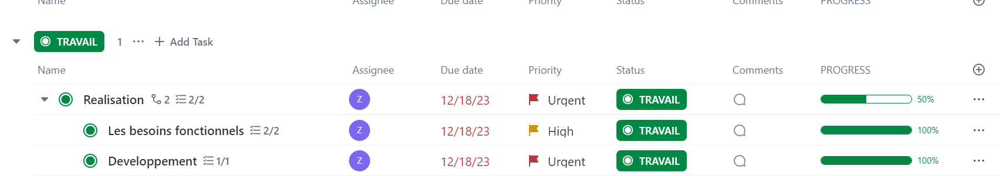 Name Assignee Due date Priority Status Comments PROGRESS
TRAVAIL 1 Add Task
Name Assignee Due date Priority Status Comments PROGRESS
Realisation 2 2/2 Z 12/18/23 Urgent TRAVAIL 50%
Les besoins fonctionnels 2/2 Z 12/18/23 High TRAVAIL 100%
Developpement 1/1 Z 12/18/23 Urgent TRAVAIL 100%